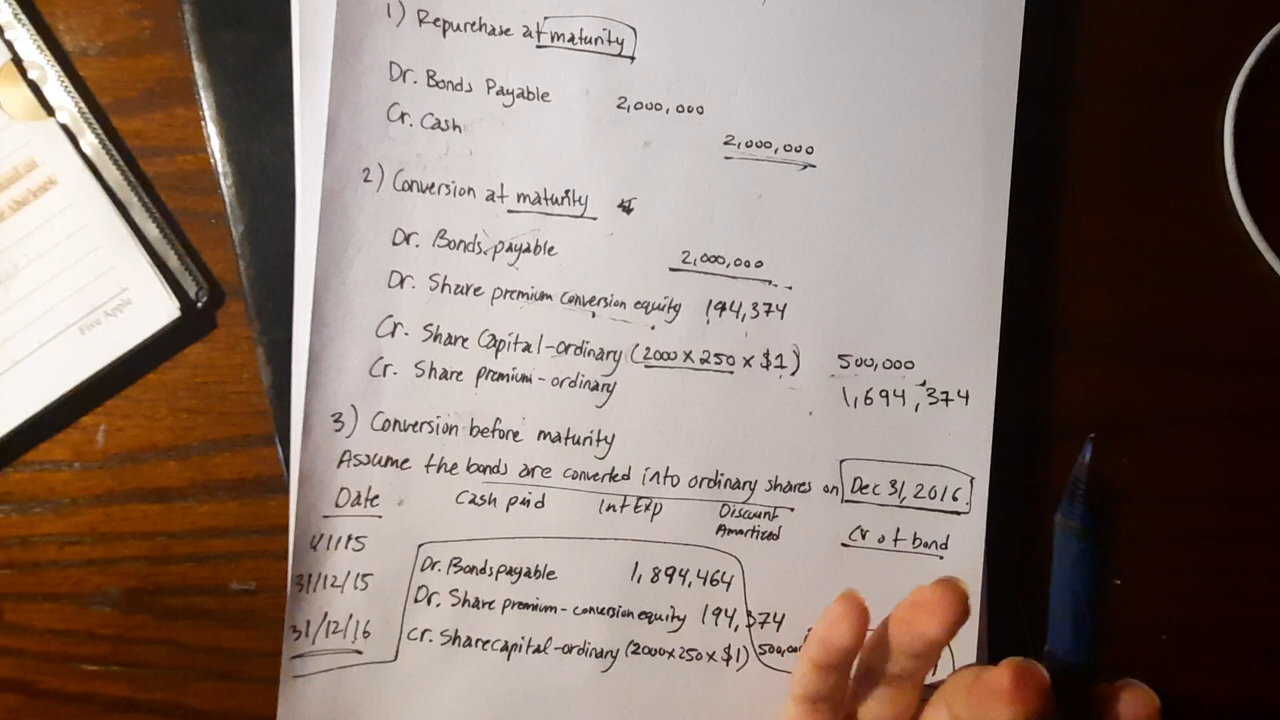 1) Repurchase at maturity
Dr. Bonds Payable 2,000,000
Cr. Cash 2,000,000
2) Conversion at maturity
Dr. Bonds payable 2,000,000
Dr. Share premium conversion equity 194,374
Cr. Share Capital-ordinary (2000 x 250 x $1) 500,000
Cr. Share premium-ordinary 1,694,374
3) Conversion before maturity
Assume the bonds are converted into ordinary shares on Dec 31, 2016.
Date Cash paid Int Exp Discount Amortized CV of bond
1/1/15
31/12/15 Dr. Bonds payable 1,894,464
Dr. Share premium-conversion equity 194,374
31/12/16 Cr. Share capital-ordinary (2000x250x$1)
Five Apple